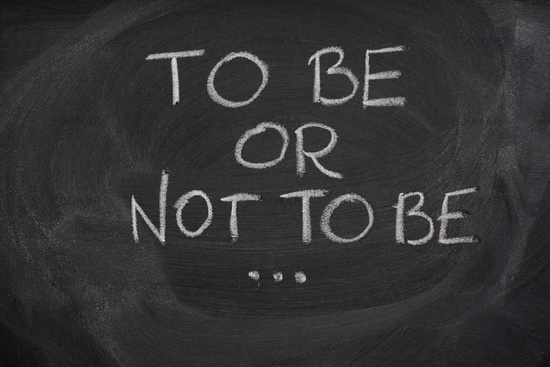 TO BE
OR
NOT TO BE
...